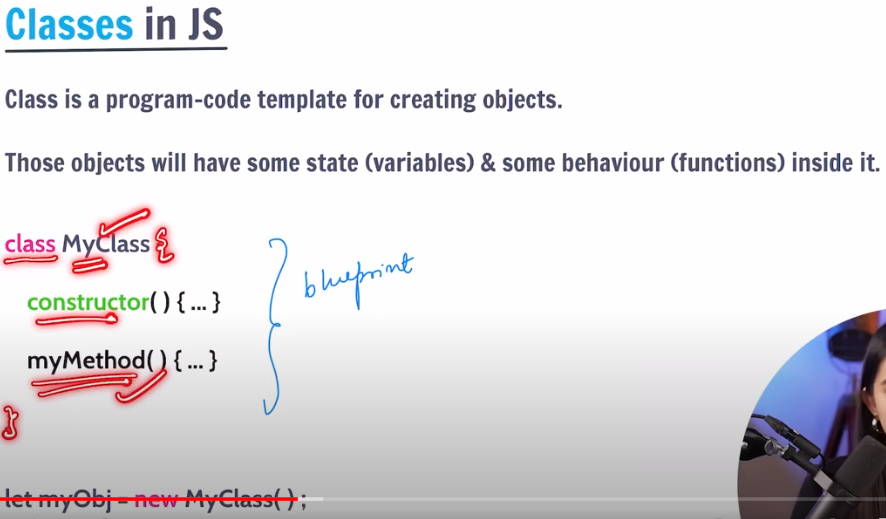 Classes in JS
Class is a program-code template for creating objects.
Those objects will have some state (variables) & some behaviour (functions) inside it.
class MyClass {
constructor( ) { ... }
blueprint
myMethod( ) { ... }
}
let myObj = new MyClass( ) ;